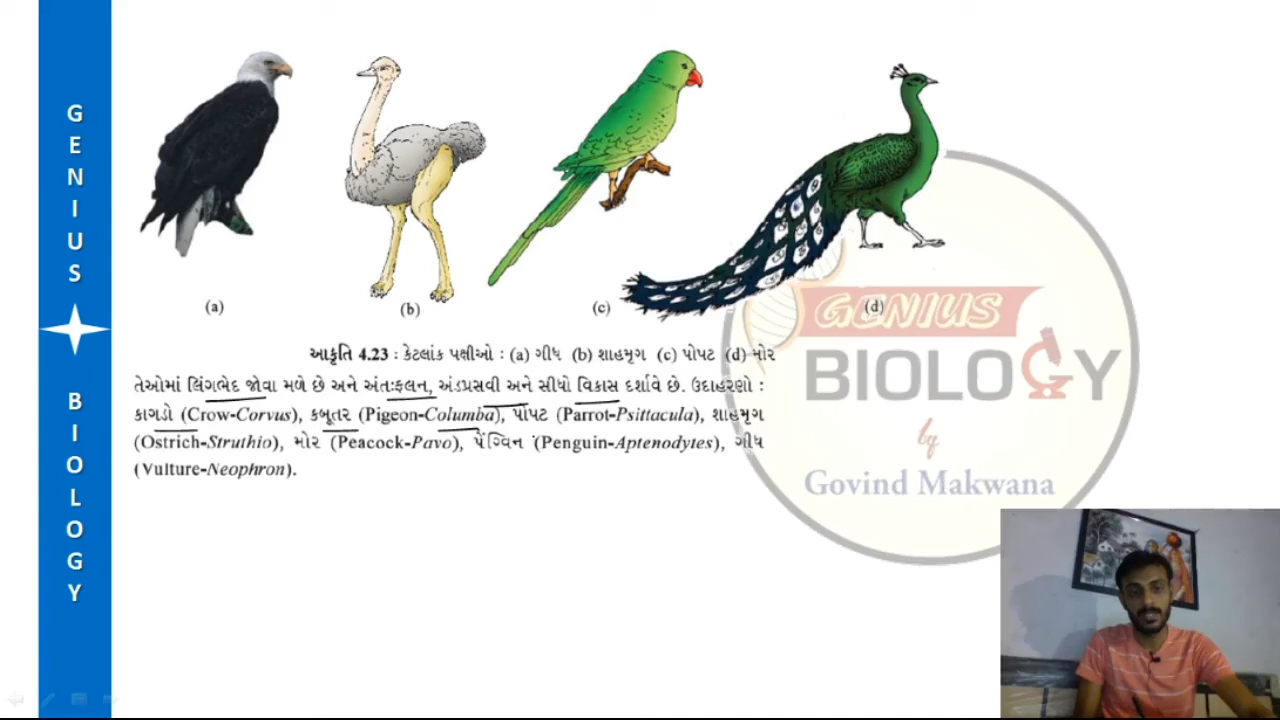 GENIUS
BIOLOGY
(a)
(b)
(c)
(d)
આકૃતિ 4.23 : કેટલાંક પક્ષીઓ : (a) ગીધ (b) શાહમૃગ (c) પોપટ (d) મોર
તેઓમાં લિંગભેદ જોવા મળે છે અને અંતઃફલન, અંડપ્રસવી અને સીધો વિકાસ દર્શાવે છે. ઉદાહરણો :
કાગડો (Crow-Corvus), કબૂતર (Pigeon-Columba), પોપટ (Parrot-Psittacula), શાહમૃગ
(Ostrich-Struthio), મોર (Peacock-Pavo), પેંગ્વિન (Penguin-Aptenodytes), ગીધ
(Vulture-Neophron).
GENIUS
BIOLOGY
by
Govind Makwana